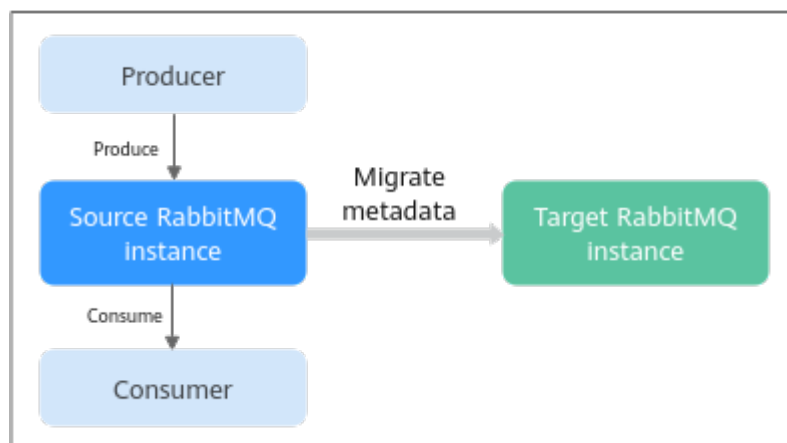 Producer
Produce
Migrate
metadata
Source RabbitMQ
instance
Target RabbitMQ
instance
Consume
Consumer